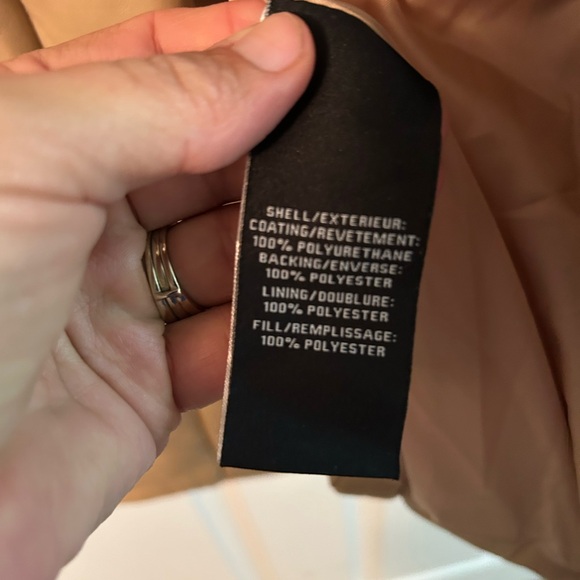 SHELL/EXTERIEUR:
COATING/REVETEMENT:
100% POLYURETHANE
BACKING/ENVERSE:
100% POLYESTER
LINING/DOUBLURE:
100% POLYESTER
FILL/REMPLISSAGE:
100% POLYESTER